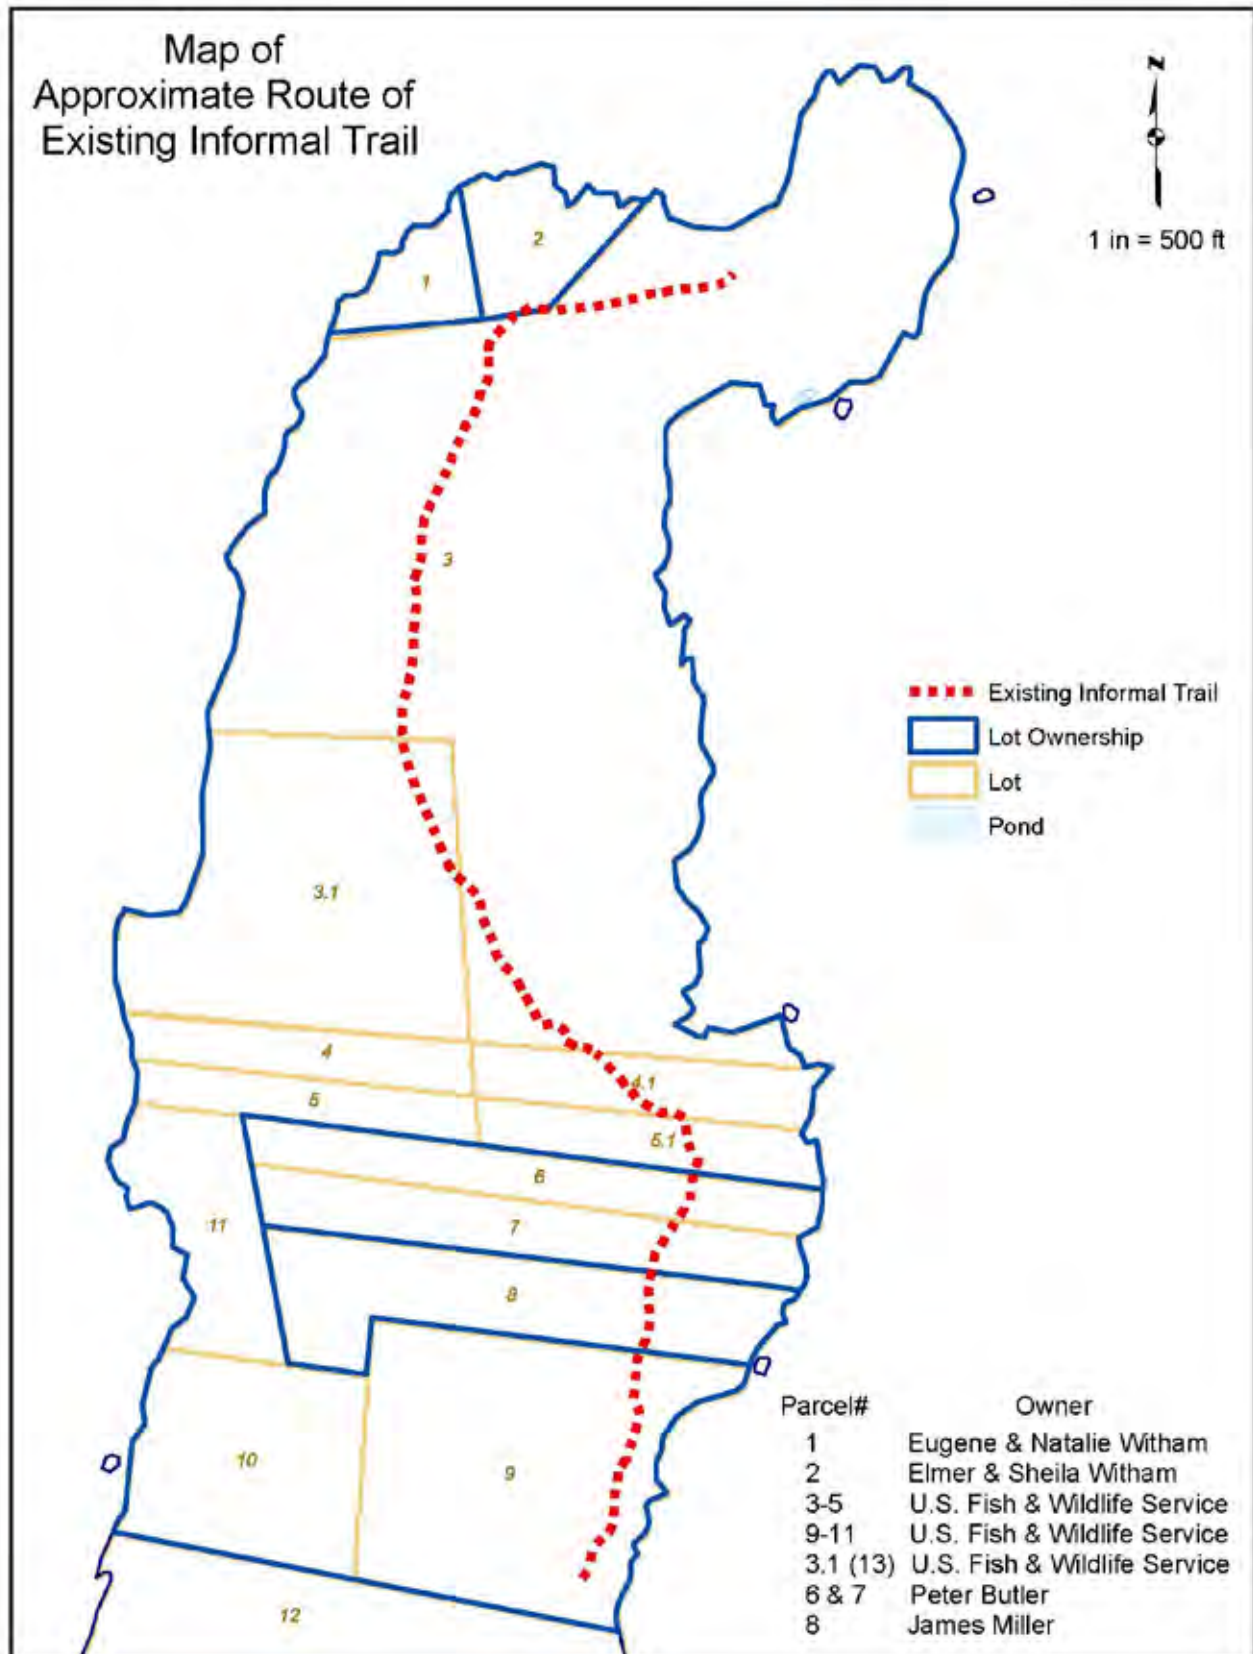 Map of
Approximate Route of
Existing Informal Trail
N
1 in = 500 ft
2
1
3
Existing Informal Trail
Lot Ownership
Lot
Pond
3.1
4
4.1
5
5.1
6
11
7
8
10
9
12
Parcel# Owner
1 Eugene & Natalie Witham
2 Elmer & Sheila Witham
3-5 U.S. Fish & Wildlife Service
9-11 U.S. Fish & Wildlife Service
3.1 (13) U.S. Fish & Wildlife Service
6 & 7 Peter Butler
8 James Miller